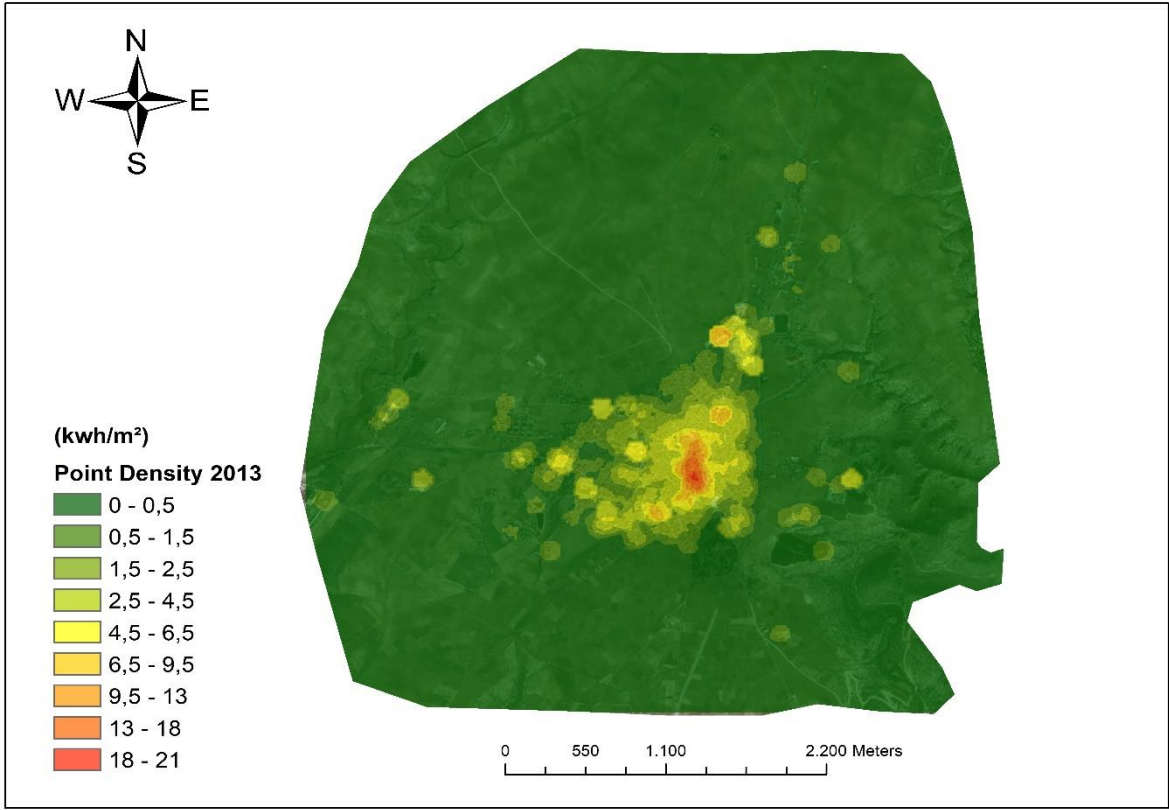 N
W E
S
(kwh/m²)
Point Density 2013
0 - 0,5
0,5 - 1,5
1,5 - 2,5
2,5 - 4,5
4,5 - 6,5
6,5 - 9,5
9,5 - 13
13 - 18
18 - 21
0 550 1.100 2.200 Meters